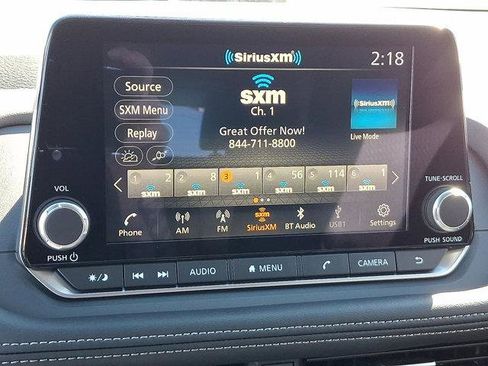 SiriusXM
2:18
Source
SXM Menu
Replay
sxm
Ch. 1
Great Offer Now!
844-711-8800
SiriusXM
Live Mode
1 2 sxm
2 8 sxm
3 1 sxm
4 56 sxm
5 114 sxm
6 1 sxm
VOL
TUNE-SCROLL
Phone
AM
FM
SiriusXM
BT Audio
USB1
Settings
PUSH
PUSH SOUND
AUDIO
MENU
CAMERA